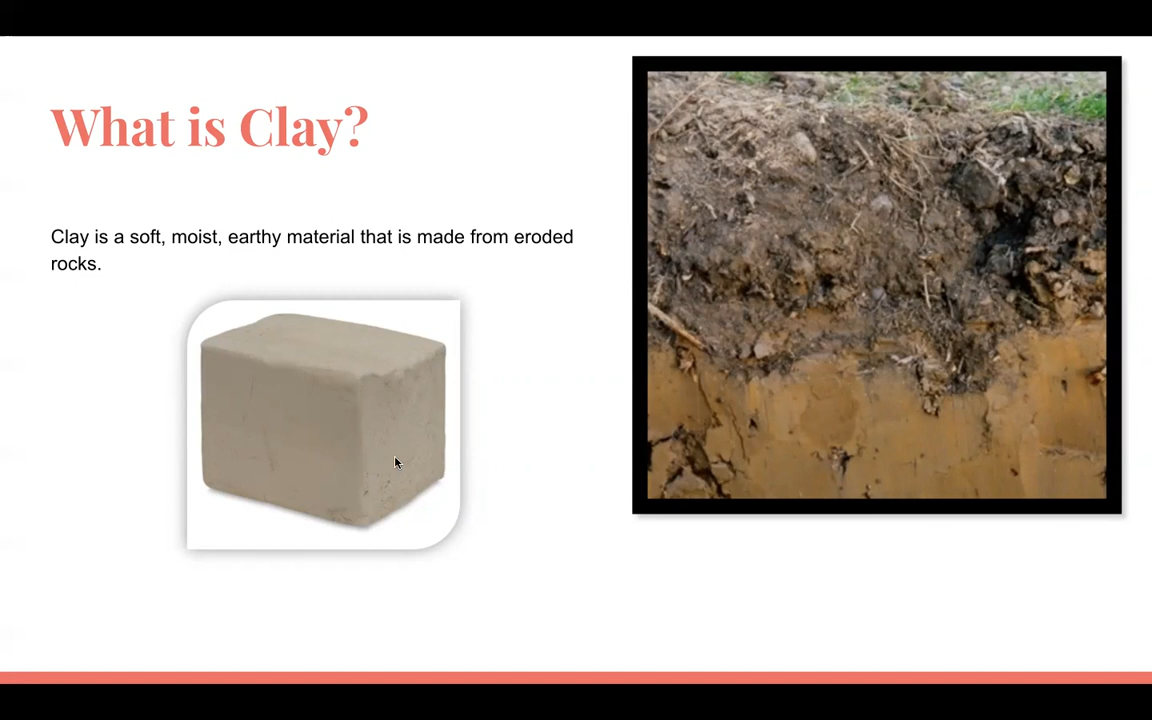 What is Clay?
Clay is a soft, moist, earthy material that is made from eroded
rocks.